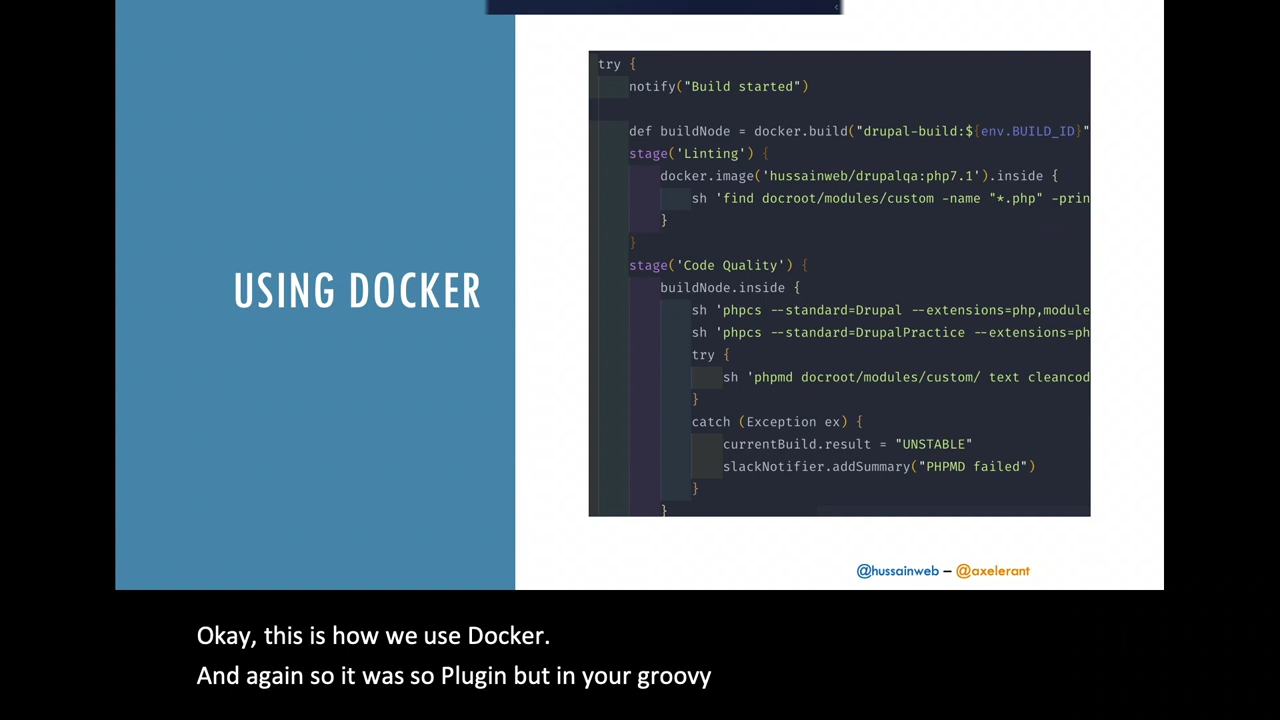 USING DOCKER
try {
notify("Build started")
def buildNode = docker.build("drupal-build:${env.BUILD_ID}"
stage('Linting') {
docker.image('hussainweb/drupalqa:php7.1').inside {
sh 'find docroot/modules/custom -name "*.php" -prin
}
}
stage('Code Quality') {
buildNode.inside {
sh 'phpcs --standard=Drupal --extensions=php,module
sh 'phpcs --standard=DrupalPractice --extensions=ph
try {
sh 'phpmd docroot/modules/custom/ text cleancod
}
catch (Exception ex) {
currentBuild.result = "UNSTABLE"
slackNotifier.addSummary("PHPMD failed")
}
}
@hussainweb – @axelerant
Okay, this is how we use Docker.
And again so it was so Plugin but in your groovy